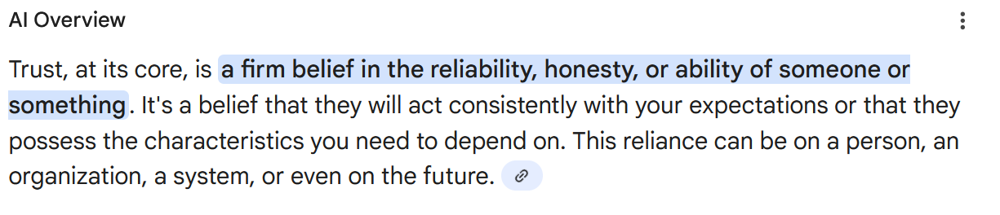 AI Overview
Trust, at its core, is a firm belief in the reliability, honesty, or ability of someone or
something. It's a belief that they will act consistently with your expectations or that they
possess the characteristics you need to depend on. This reliance can be on a person, an
organization, a system, or even on the future.